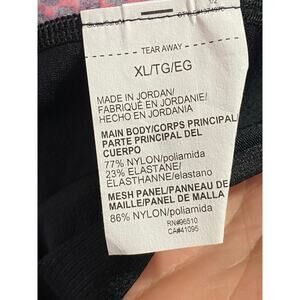 TEAR AWAY
XL/TG/EG
MADE IN JORDAN/
FABRIQUÉ EN JORDANIE/
HECHO EN JORDANIA
MAIN BODY/CORPS PRINCIPAL
PARTE PRINCIPAL DEL
CUERPO
77% NYLON/poliamida
23% ELASTANE/
ÉLASTHANNE/elastano
MESH PANEL/PANNEAU DE
MAILLE/PANEL DE MALLA
86% NYLON/poliamida
RN#96510
CA#41095